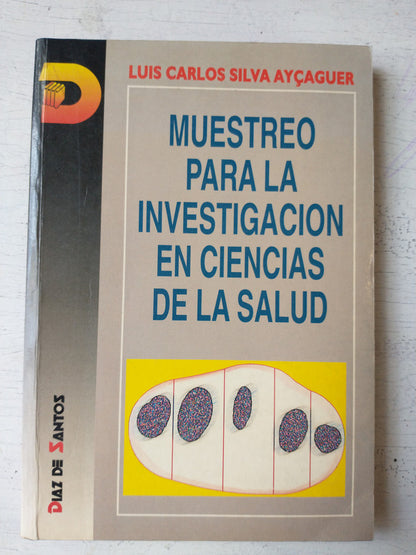 LUIS CARLOS SILVA AYÇAGUER
MUESTREO
PARA LA
INVESTIGACION
EN CIENCIAS
DE LA SALUD
DIAZ DE SANTOS